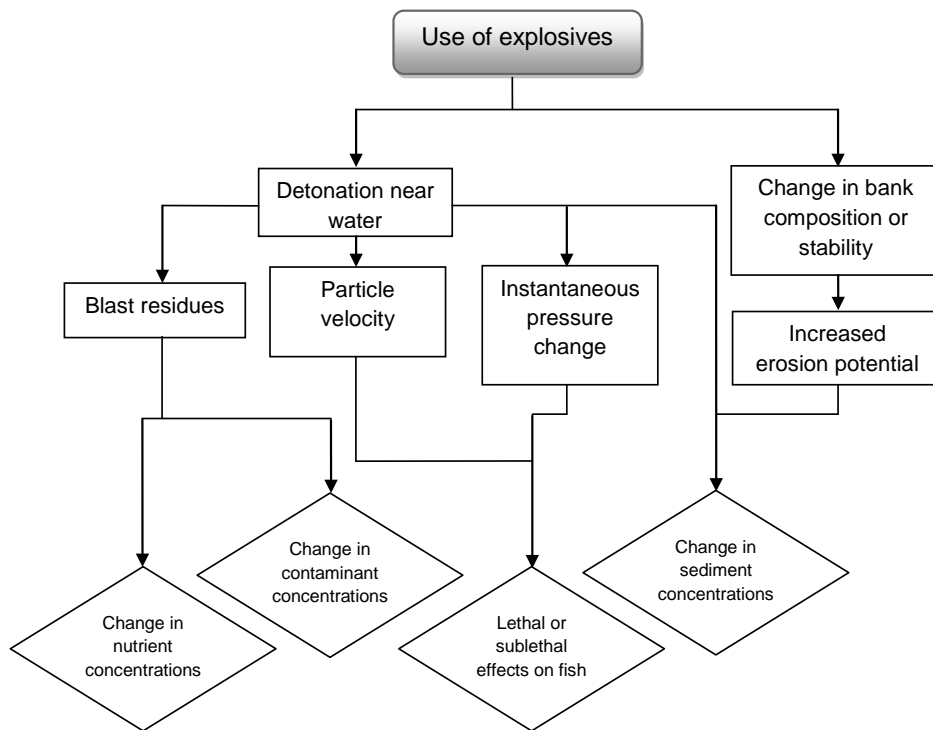 Use of explosives
Detonation near
water
Change in bank
composition or
stability
Blast residues
Particle
velocity
Instantaneous
pressure
change
Increased
erosion potential
Change in
nutrient
concentrations
Change in
contaminant
concentrations
Lethal or
sublethal
effects on fish
Change in
sediment
concentrations